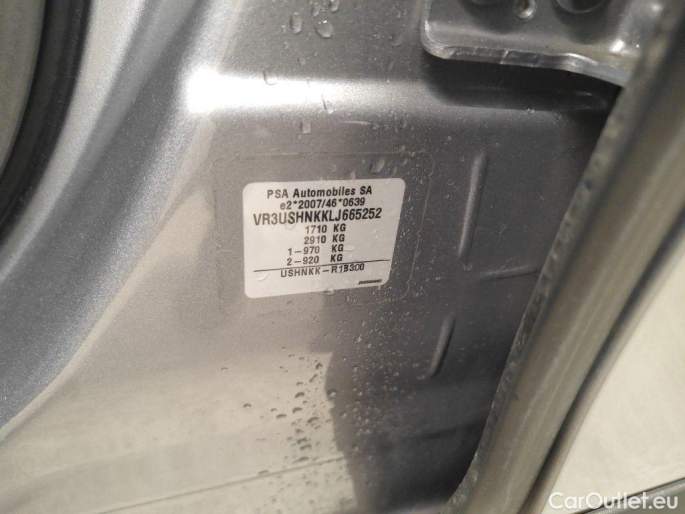 PSA Automobiles SA
e2*2007/46*0639
VR3USHNKKLJ665252
1710 KG
2910 KG
1-970 KG
2-920 KG
USHNKK-R1B300
CarOutlet.eu